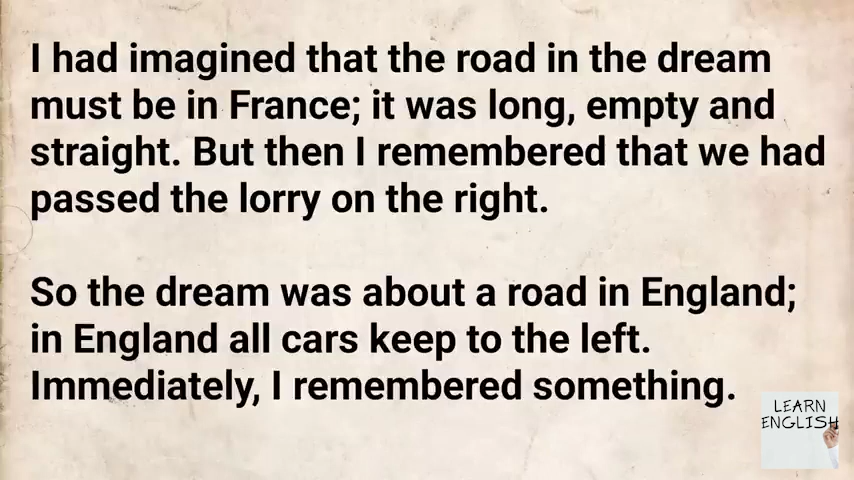 I had imagined that the road in the dream
must be in France; it was long, empty and
straight. But then I remembered that we had
passed the lorry on the right.
So the dream was about a road in England;
in England all cars keep to the left.
Immediately, I remembered something.
LEARN
ENGLISH